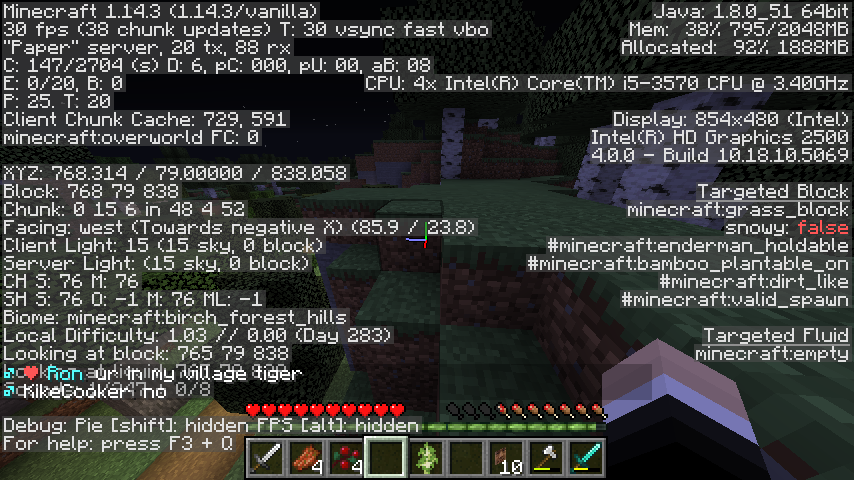 Minecraft 1.14.3 (1.14.3/vanilla)
30 fps (38 chunk updates) T: 30 vsync fast vbo
"Paper" server, 20 tx, 88 rx
C: 147/2704 (s) D: 6, pC: 000, pU: 00, aB: 08
E: 0/20, B: 0
P: 25. T: 20
Client Chunk Cache: 729, 591
minecraft:overworld FC: 0
XYZ: 768.314 / 79.00000 / 838.058
Block: 768 79 838
Chunk: 0 15 6 in 48 4 52
Facing: west (Towards negative X) (85.9 / 23.8)
Client Light: 15 (15 sky, 0 block)
Server Light: (15 sky, 0 block)
CH S: 76 M: 76
SH S: 76 O: -1 M: 76 ML: -1
Biome: minecraft:birch_forest_hills
Local Difficulty: 1.03 // 0.00 (Day 283)
Looking at block: 765 79 838
ur in my village tiger
KikeCooker no
0/8
Debug: Pie [shift]: hidden FPS [alt]: hidden
For help: press F3 + Q
Java: 1.8.0_51 64bit
Mem: 38% 795/2048MB
Allocated: 92% 1888MB
CPU: 4x Intel(R) Core(TM) i5-3570 CPU @ 3.40GHz
Display: 854x480 (Intel)
Intel(R) HD Graphics 2500
4.0.0 - Build 10.18.10.5069
Targeted Block
minecraft:grass_block
snowy: false
#minecraft:enderman_holdable
#minecraft:bamboo_plantable_on
#minecraft:dirt_like
#minecraft:valid_spawn
Targeted Fluid
minecraft:empty
4
4
10